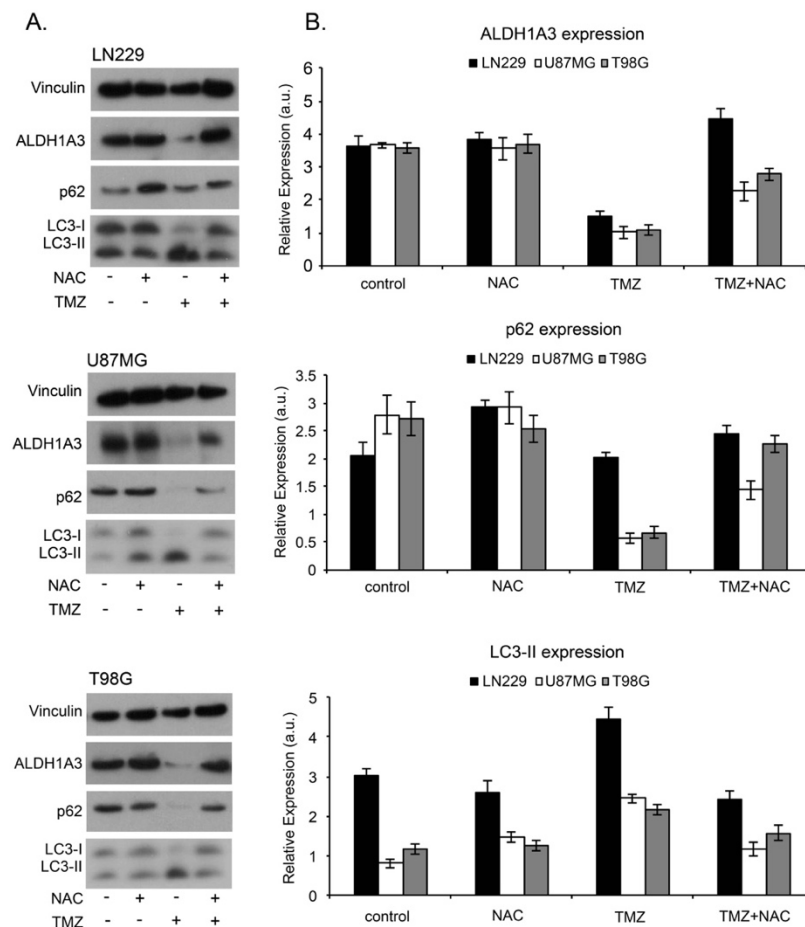 A.
LN229
Vinculin
ALDH1A3
p62
LC3-I
LC3-II
NAC - + - +
TMZ - - + +
U87MG
Vinculin
ALDH1A3
p62
LC3-I
LC3-II
NAC - + - +
TMZ - - + +
T98G
Vinculin
ALDH1A3
p62
LC3-I
LC3-II
NAC - + - +
TMZ - - + +
B.
ALDH1A3 expression
LN229 U87MG T98G
Relative Expression (a.u.)
6
5
4
3
2
1
0
control NAC TMZ TMZ+NAC
p62 expression
LN229 U87MG T98G
Relative Expression (a.u.)
3.5
3
2.5
2
1.5
1
0.5
0
control NAC TMZ TMZ+NAC
LC3-II expression
LN229 U87MG T98G
Relative Expression (a.u.)
5
4
3
2
1
0
control NAC TMZ TMZ+NAC